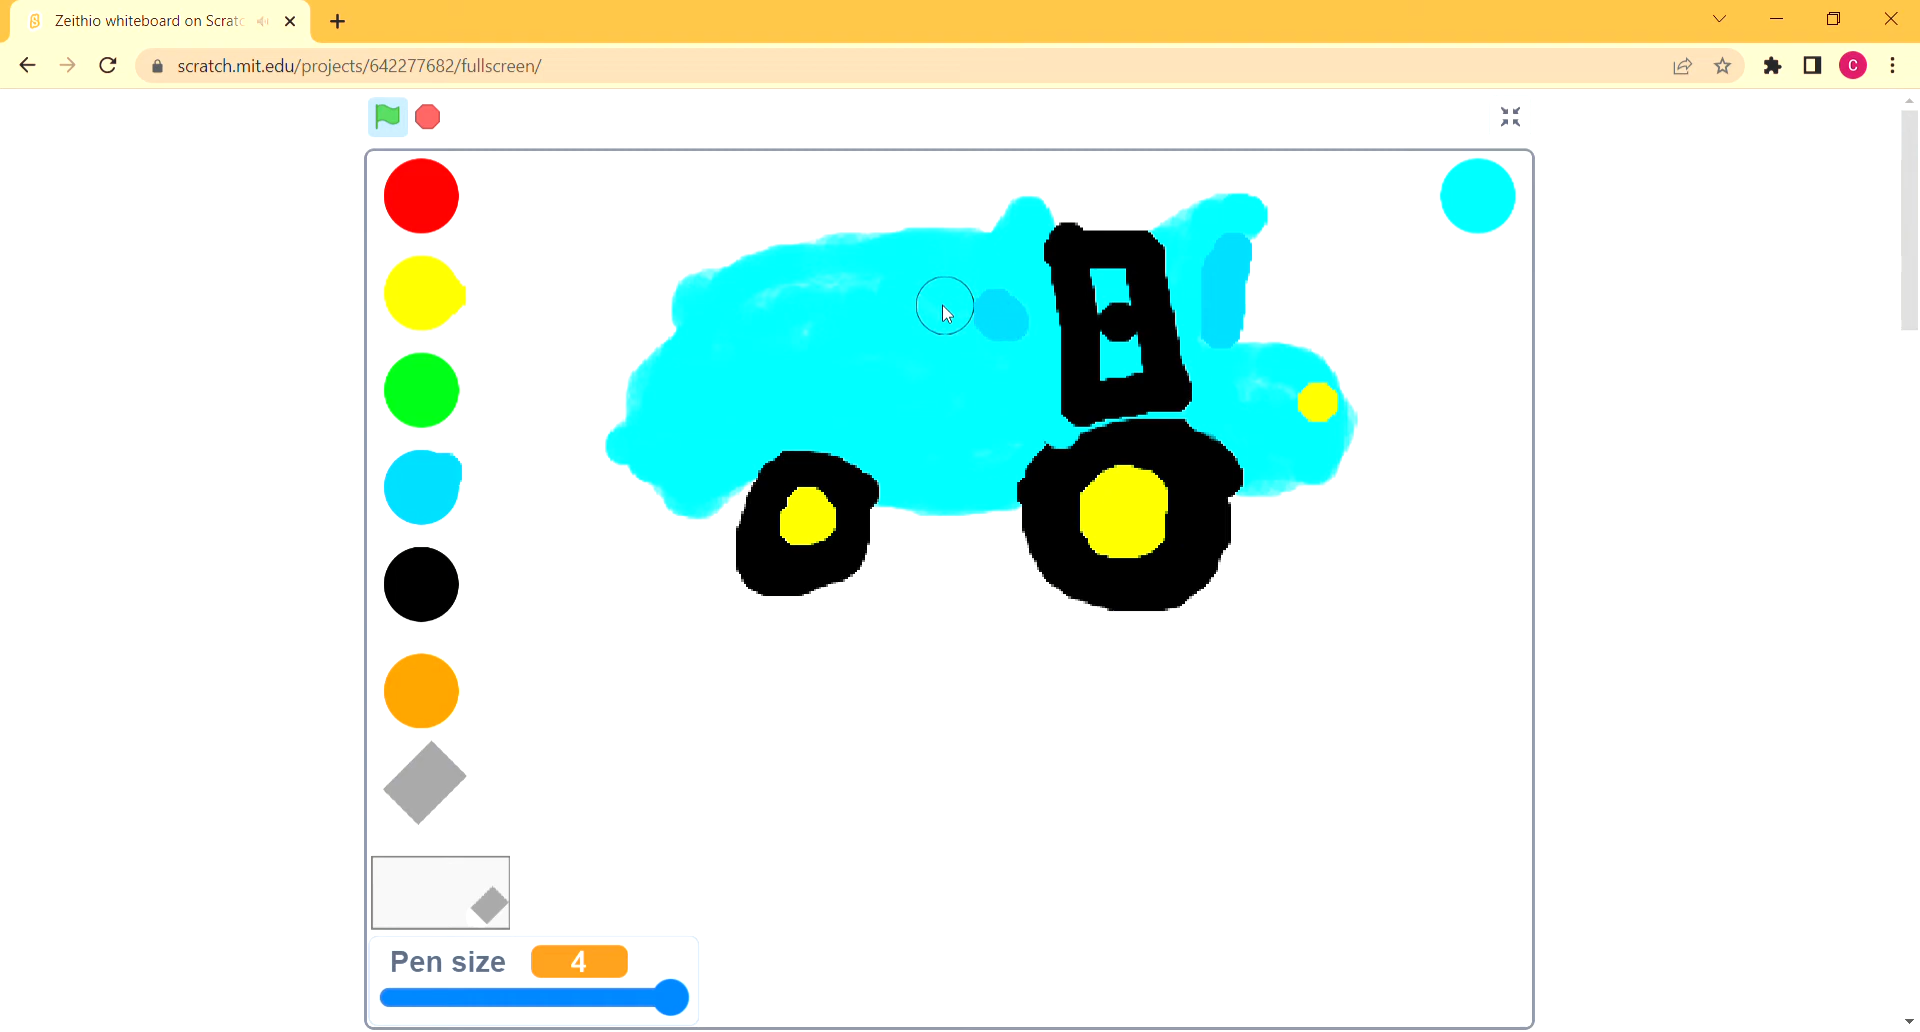 Zeithio whiteboard on Scratc
C
scratch.mit.edu/projects/642277682/fullscreen/
Pen size 4